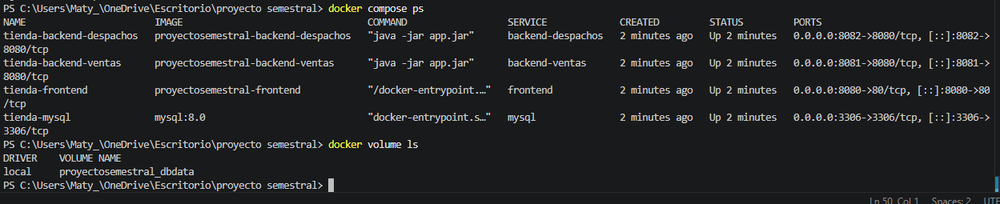 PS C:\Users\Maty_\OneDrive\Escritorio\proyecto semestral> docker compose ps
NAME IMAGE COMMAND SERVICE CREATED STATUS PORTS
tienda-backend-despachos proyectosemestral-backend-despachos "java -jar app.jar" backend-despachos 2 minutes ago Up 2 minutes 0.0.0.0:8082->8080/tcp, [::]:8082->
8080/tcp
tienda-backend-ventas proyectosemestral-backend-ventas "java -jar app.jar" backend-ventas 2 minutes ago Up 2 minutes 0.0.0.0:8081->8080/tcp, [::]:8081->
8080/tcp
tienda-frontend proyectosemestral-frontend "/docker-entrypoint.…" frontend 2 minutes ago Up 2 minutes 0.0.0.0:8080->80/tcp, [::]:8080->80
/tcp
tienda-mysql mysql:8.0 "docker-entrypoint.s…" mysql 2 minutes ago Up 2 minutes 0.0.0.0:3306->3306/tcp, [::]:3306->
3306/tcp
PS C:\Users\Maty_\OneDrive\Escritorio\proyecto semestral> docker volume ls
DRIVER VOLUME NAME
local proyectosemestral_dbdata
PS C:\Users\Maty_\OneDrive\Escritorio\proyecto semestral>
Ln 50, Col 1 Spaces: 2